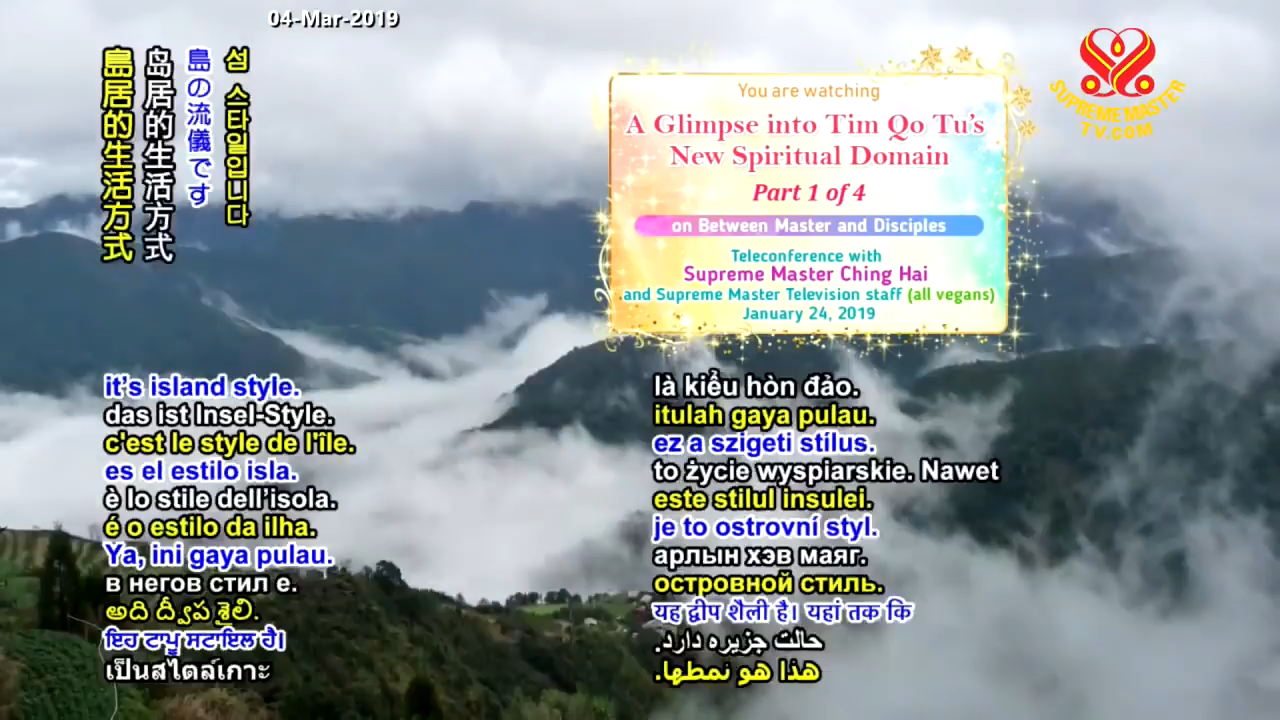 04-Mar-2019
島居的生活方式
岛居的生活方式
島の流儀です
섬 스타일입니다
You are watching
A Glimpse into Tim Qo Tu's
New Spiritual Domain
Part 1 of 4
on Between Master and Disciples
Teleconference with
Supreme Master Ching Hai
and Supreme Master Television staff (all vegans)
January 24, 2019
SUPREME MASTER
TV.COM
it's island style.
das ist Insel-Style.
c'est le style de l'île.
es el estilo isla.
è lo stile dell'isola.
é o estilo da ilha.
Ya, ini gaya pulau.
в негов стил е.
అది ద్వీప శైలి.
ਇਹ ਟਾਪੂ ਸਟਾਇਲ ਹੈ।
เป็นสไตล์เกาะ
là kiểu hòn đảo.
itulah gaya pulau.
ez a szigeti stílus.
to życie wyspiarskie. Nawet
este stilul insulei.
je to ostrovní styl.
арлын хэв маяг.
островной стиль.
यह द्वीप शैली है। यहां तक कि
حالت جزیره دارد.
هذا هو نمطها.